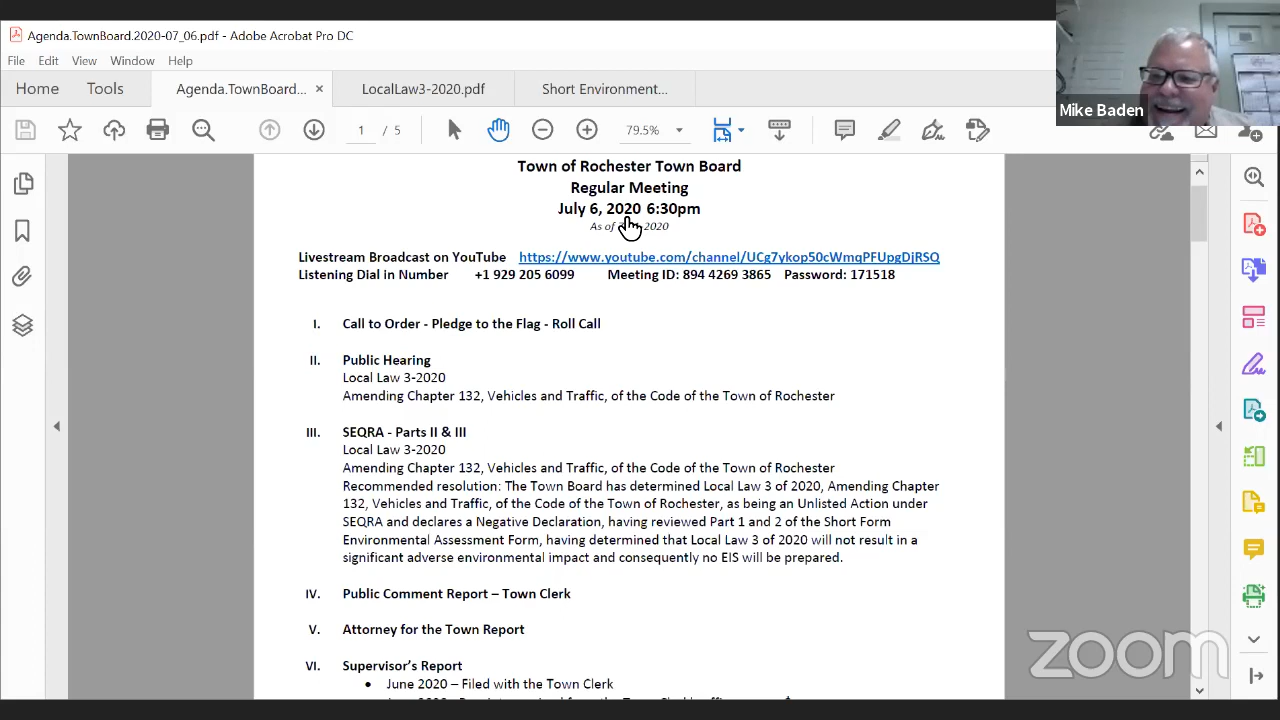 Agenda.TownBoard.2020-07_06.pdf - Adobe Acrobat Pro DC
File Edit View Window Help
Home Tools Agenda.TownBoard... × LocalLaw3-2020.pdf Short Environment...
1 / 5 79.5%
Mike Baden
Town of Rochester Town Board
Regular Meeting
July 6, 2020 6:30pm
As of 2020
Livestream Broadcast on YouTube https://www.youtube.com/channel/UCg7ykop50cWmqPFUpgDjRSQ
Listening Dial in Number +1 929 205 6099 Meeting ID: 894 4269 3865 Password: 171518
I. Call to Order - Pledge to the Flag - Roll Call
II. Public Hearing
Local Law 3-2020
Amending Chapter 132, Vehicles and Traffic, of the Code of the Town of Rochester
III. SEQRA - Parts II & III
Local Law 3-2020
Amending Chapter 132, Vehicles and Traffic, of the Code of the Town of Rochester
Recommended resolution: The Town Board has determined Local Law 3 of 2020, Amending Chapter
132, Vehicles and Traffic, of the Code of the Town of Rochester, as being an Unlisted Action under
SEQRA and declares a Negative Declaration, having reviewed Part 1 and 2 of the Short Form
Environmental Assessment Form, having determined that Local Law 3 of 2020 will not result in a
significant adverse environmental impact and consequently no EIS will be prepared.
IV. Public Comment Report – Town Clerk
V. Attorney for the Town Report
VI. Supervisor's Report
• June 2020 – Filed with the Town Clerk
zoom